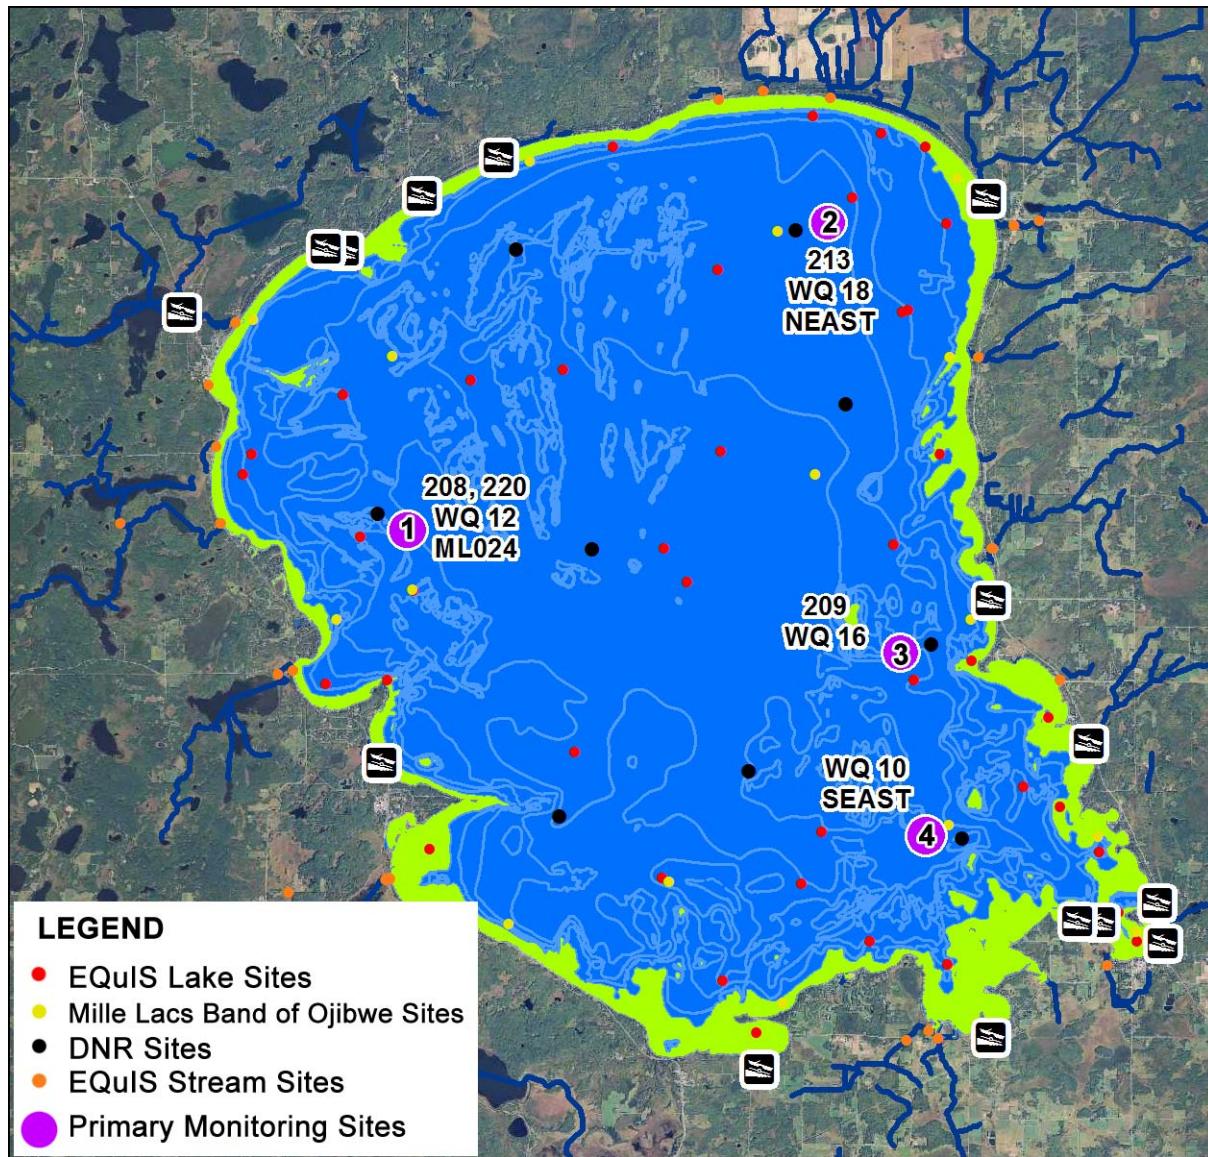 2
213
WQ 18
NEAST
208, 220
1
WQ 12
ML024
209
WQ 16
3
WQ 10
SEAST
4
LEGEND
EQuIS Lake Sites
Mille Lacs Band of Ojibwe Sites
DNR Sites
EQuIS Stream Sites
Primary Monitoring Sites